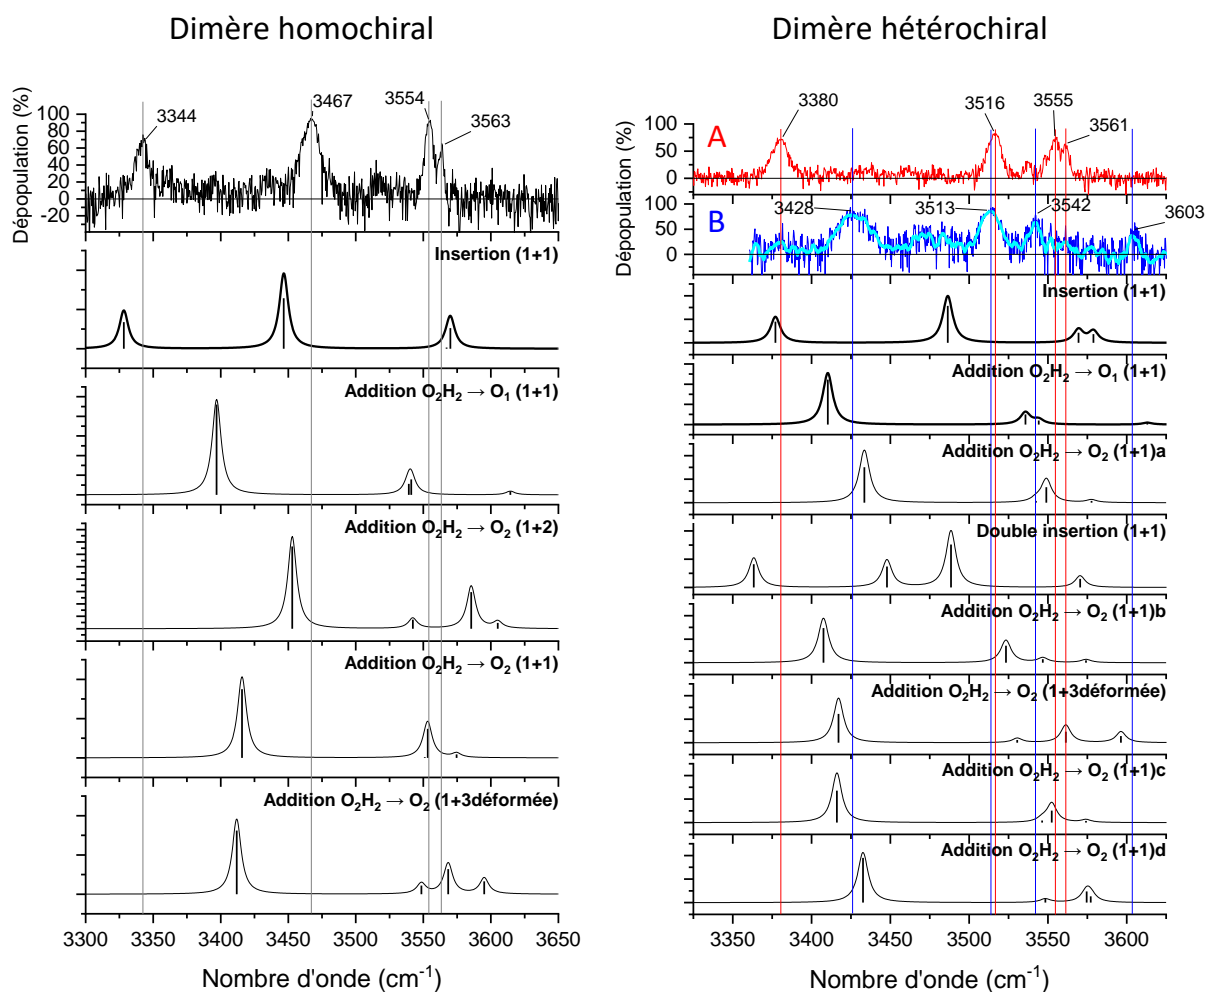 Dimère homochiral
Dépopulation (%)
100
80
60
40
20
0
-20
3344
3467
3554
3563
Insertion (1+1)
Addition O₂H₂ → O₁ (1+1)
Addition O₂H₂ → O₂ (1+2)
Addition O₂H₂ → O₂ (1+1)
Addition O₂H₂ → O₂ (1+3déformée)
3300 3350 3400 3450 3500 3550 3600 3650
Nombre d'onde (cm⁻¹)
Dimère hétérochiral
Dépopulation (%)
100
50
0
A
3380
3516
3555
3561
100
50
0
B
3428
3513
3542
3603
Insertion (1+1)
Addition O₂H₂ → O₁ (1+1)
Addition O₂H₂ → O₂ (1+1)a
Double insertion (1+1)
Addition O₂H₂ → O₂ (1+1)b
Addition O₂H₂ → O₂ (1+3déformée)
Addition O₂H₂ → O₂ (1+1)c
Addition O₂H₂ → O₂ (1+1)d
3350 3400 3450 3500 3550 3600
Nombre d'onde (cm⁻¹)